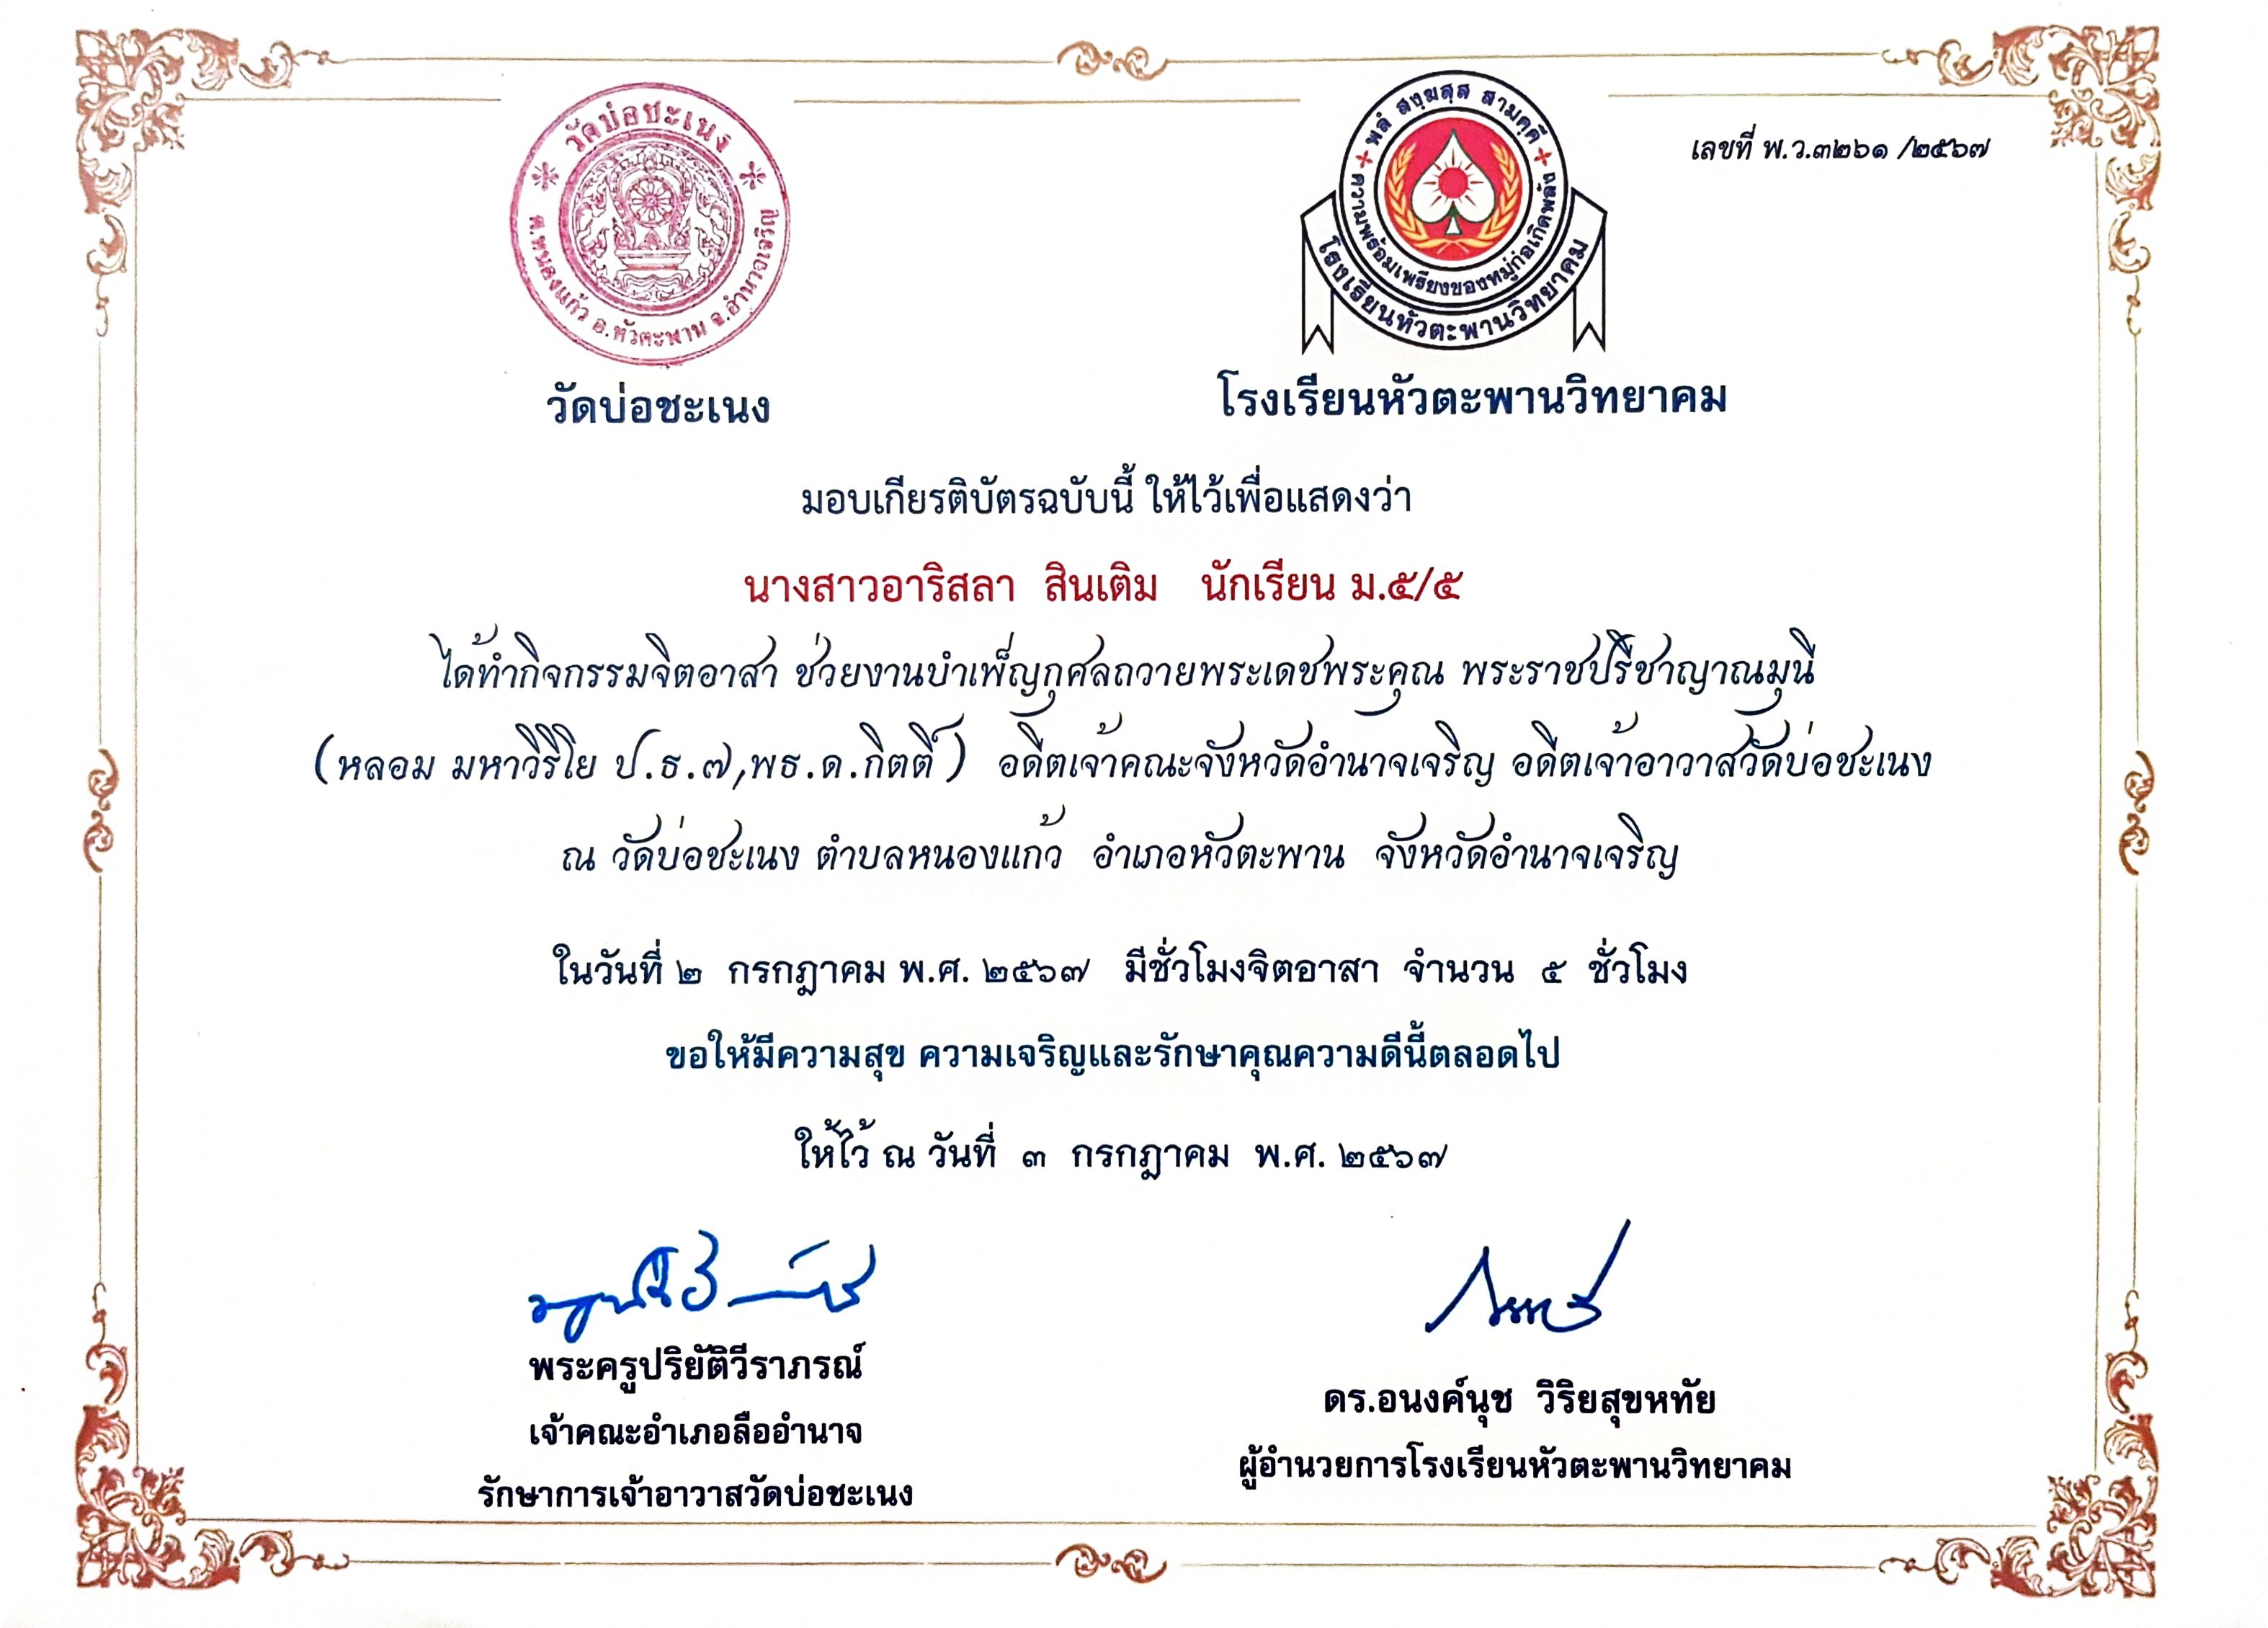 วัดบ่อชะเนง
ต.หนองแก้ว อ.หัวตะพาน จ.อำนาจเจริญ
พลํ สงฺฆสฺส สามคฺคี
ความพร้อมเพรียงของหมู่ก่อเกิดพลัง
โรงเรียนหัวตะพานวิทยาคม
เลขที่ พ.ว.๓๒๖๑ /๒๕๖๗
วัดบ่อชะเนง
โรงเรียนหัวตะพานวิทยาคม
มอบเกียรติบัตรฉบับนี้ ให้ไว้เพื่อแสดงว่า
นางสาวอาริสลา สินเติม นักเรียน ม.๕/๕
ได้ทำกิจกรรมจิตอาสา ช่วยงานบำเพ็ญกุศลถวายพระเดชพระคุณ พระราชปรีชาญาณมุนี
(หลอม มหาวิริโย ป.ธ.๗,พธ.ด.กิตติ์) อดีตเจ้าคณะจังหวัดอำนาจเจริญ อดีตเจ้าอาวาสวัดบ่อชะเนง
ณ วัดบ่อชะเนง ตำบลหนองแก้ว อำเภอหัวตะพาน จังหวัดอำนาจเจริญ
ในวันที่ ๒ กรกฎาคม พ.ศ. ๒๕๖๗ มีชั่วโมงจิตอาสา จำนวน ๕ ชั่วโมง
ขอให้มีความสุข ความเจริญและรักษาคุณความดีนี้ตลอดไป
ให้ไว้ ณ วันที่ ๓ กรกฎาคม พ.ศ. ๒๕๖๗
พระครูปริยัติวีราภรณ์
เจ้าคณะอำเภอลืออำนาจ
รักษาการเจ้าอาวาสวัดบ่อชะเนง
ดร.อนงค์นุช วิริยสุขหทัย
ผู้อำนวยการโรงเรียนหัวตะพานวิทยาคม